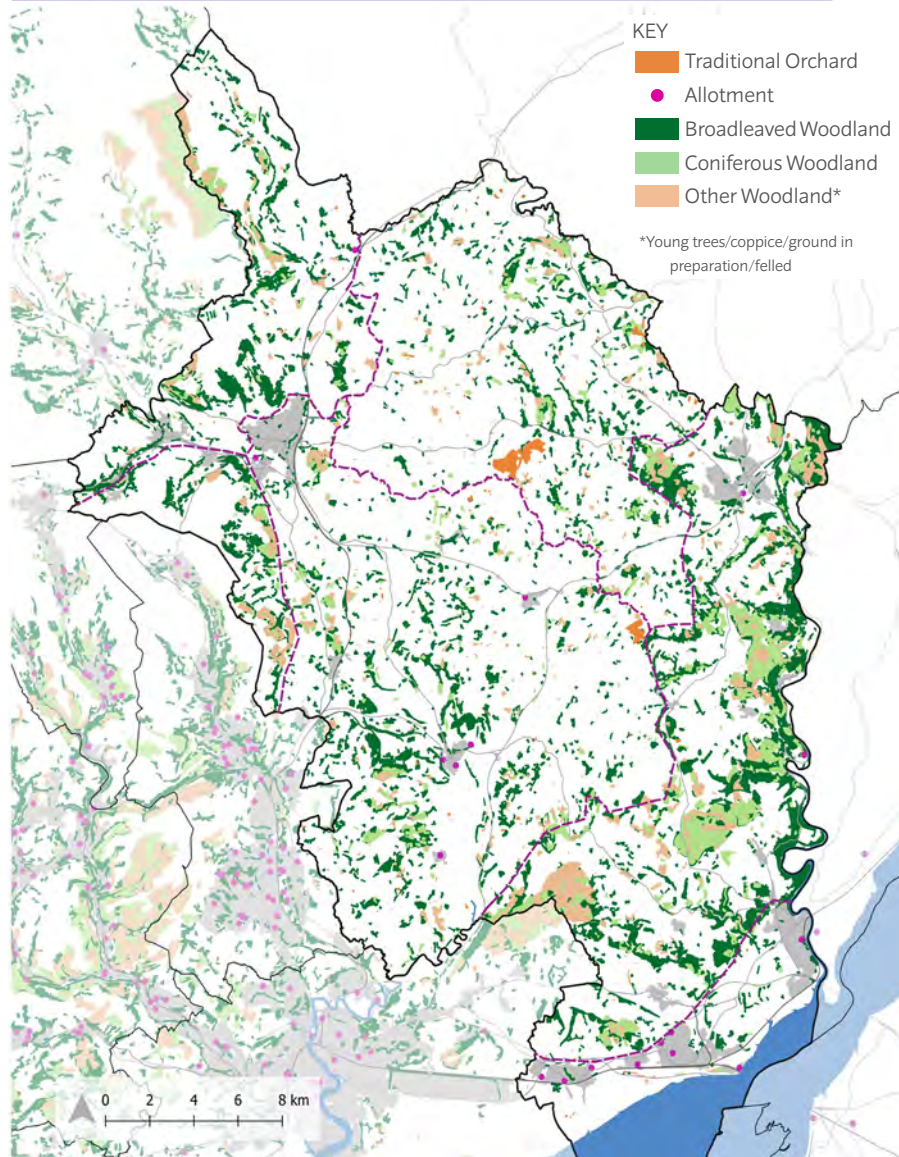 KEY
Traditional Orchard
Allotment
Broadleaved Woodland
Coniferous Woodland
Other Woodland*
*Young trees/coppice/ground in
preparation/felled
0 2 4 6 8 km